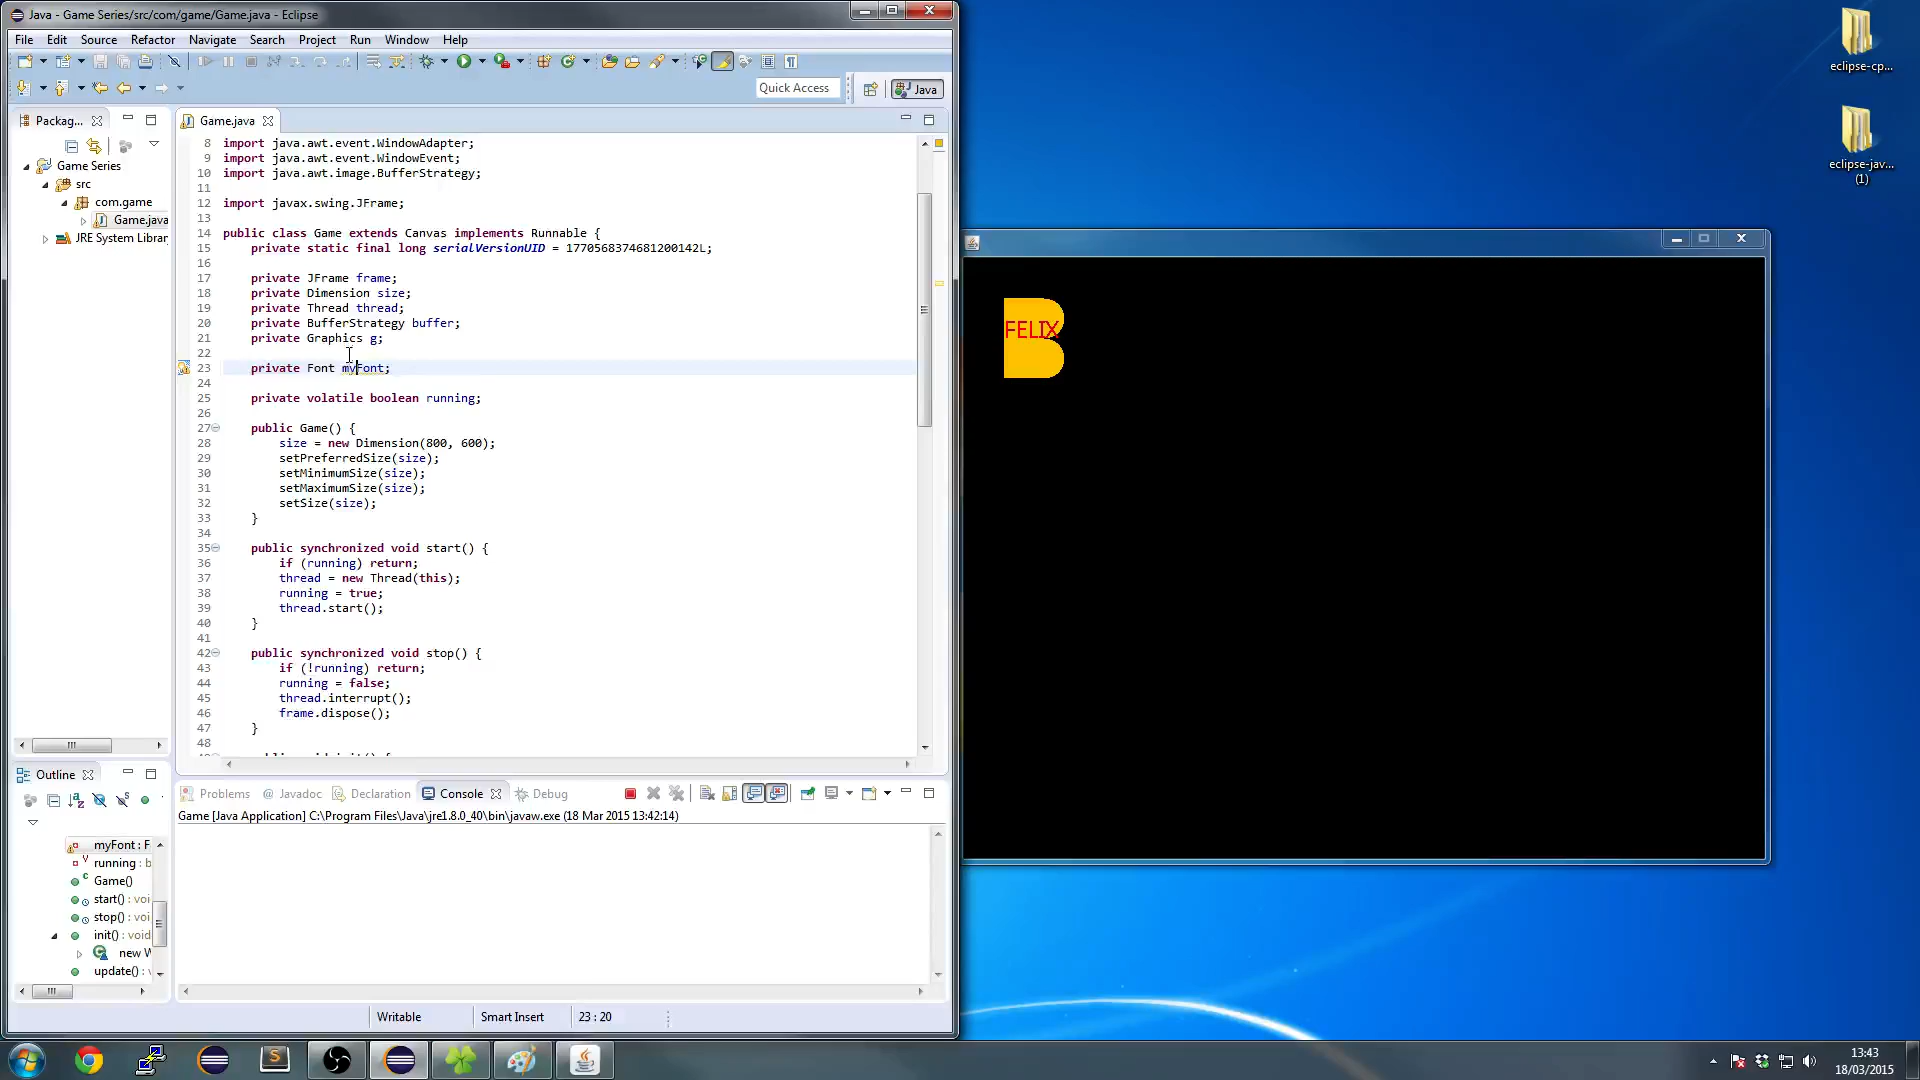 Java - Game Series/src/com/game/Game.java - Eclipse
File Edit Source Refactor Navigate Search Project Run Window Help
Quick Access
Java
Packag...
Game.java
Game Series
src
com.game
Game.java
JRE System Librar
8 import java.awt.event.WindowAdapter;
9 import java.awt.event.WindowEvent;
10 import java.awt.image.BufferStrategy;
11
12 import javax.swing.JFrame;
13
14 public class Game extends Canvas implements Runnable {
15 private static final long serialVersionUID = 1770568374681200142L;
16
17 private JFrame frame;
18 private Dimension size;
19 private Thread thread;
20 private BufferStrategy buffer;
21 private Graphics g;
22
23 private Font myFont;
24
25 private volatile boolean running;
26
27 public Game() {
28 size = new Dimension(800, 600);
29 setPreferredSize(size);
30 setMinimumSize(size);
31 setMaximumSize(size);
32 setSize(size);
33 }
34
35 public synchronized void start() {
36 if (running) return;
37 thread = new Thread(this);
38 running = true;
39 thread.start();
40 }
41
42 public synchronized void stop() {
43 if (!running) return;
44 running = false;
45 thread.interrupt();
46 frame.dispose();
47 }
48
Outline
myFont : F
running : b
Game()
start() : voi
stop() : voi
init() : void
new W
update() : v
Problems @ Javadoc Declaration Console Debug
Game [Java Application] C:\Program Files\Java\jre1.8.0_40\bin\javaw.exe (18 Mar 2015 13:42:14)
Writable Smart Insert 23 : 20
FELIX
eclipse-cp...
eclipse-jav...
(1)
13:43
18/03/2015